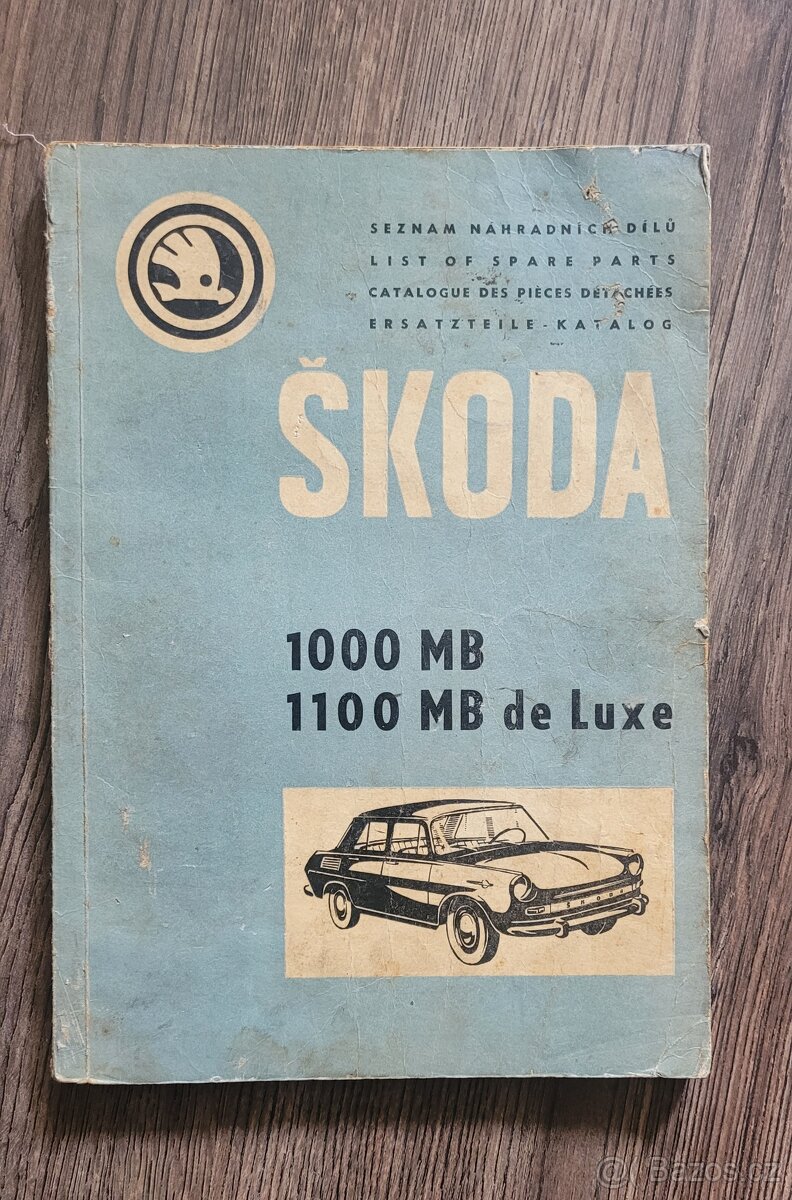 SEZNAM NÁHRADNÍCH DÍLŮ
LIST OF SPARE PARTS
CATALOGUE DES PIÈCES DÉTACHÉES
ERSATZTEILE - KATALOG
ŠKODA
1000 MB
1100 MB de Luxe
ŠKODA
© Bazos.cz